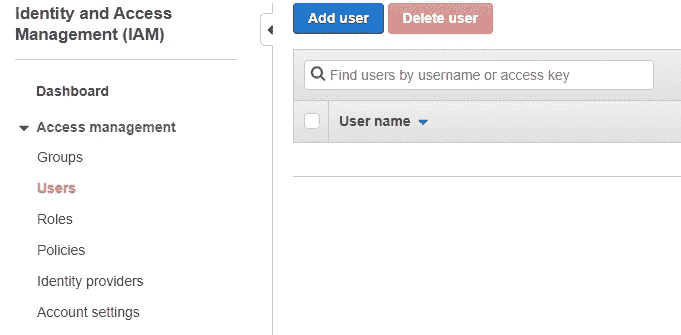 Identity and Access
Management (IAM)
Dashboard
Access management
Groups
Users
Roles
Policies
Identity providers
Account settings
Add user
Delete user
Find users by username or access key
User name